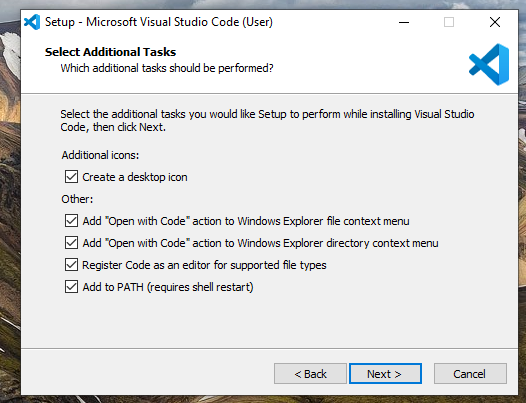 Setup - Microsoft Visual Studio Code (User)
Select Additional Tasks
Which additional tasks should be performed?
Select the additional tasks you would like Setup to perform while installing Visual Studio
Code, then click Next.
Additional icons:
Create a desktop icon
Other:
Add "Open with Code" action to Windows Explorer file context menu
Add "Open with Code" action to Windows Explorer directory context menu
Register Code as an editor for supported file types
Add to PATH (requires shell restart)
< Back
Next >
Cancel